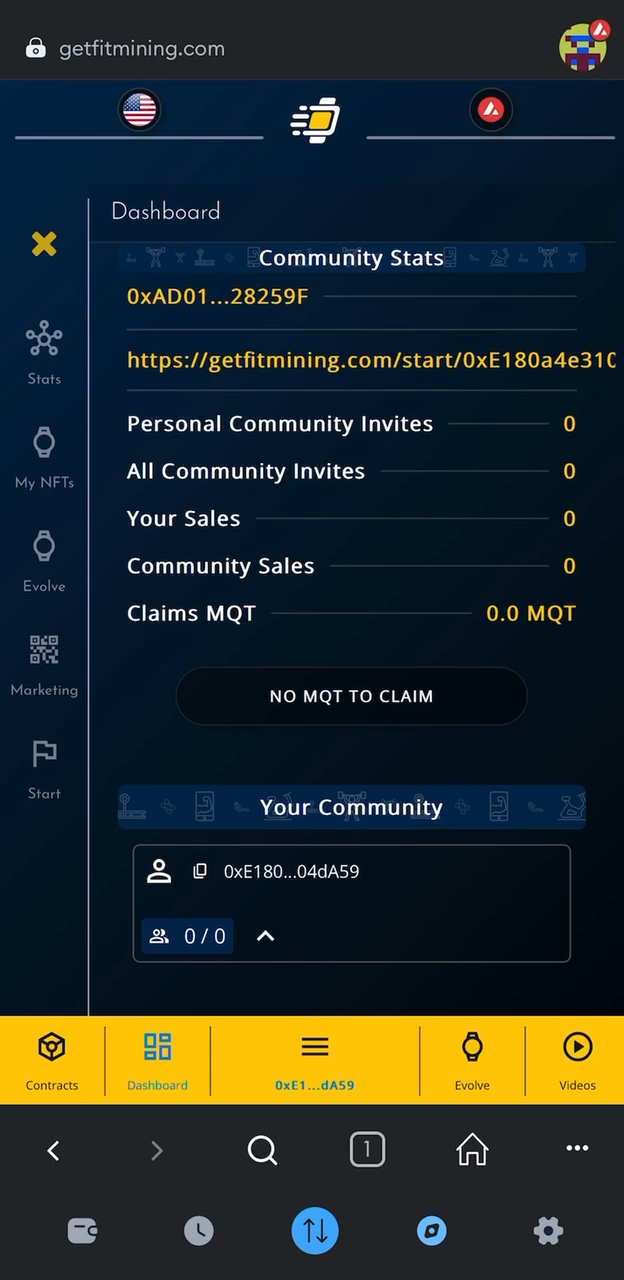 getfitmining.com
Dashboard
Community Stats
0xAD01...28259F
https://getfitmining.com/start/0xE180a4e310
Personal Community Invites 0
All Community Invites 0
Your Sales 0
Community Sales 0
Claims MQT 0.0 MQT
NO MQT TO CLAIM
Stats
My NFTs
Evolve
Marketing
Start
Your Community
0xE180...04dA59
0 / 0
Contracts
Dashboard
0xE1...dA59
Evolve
Videos
1